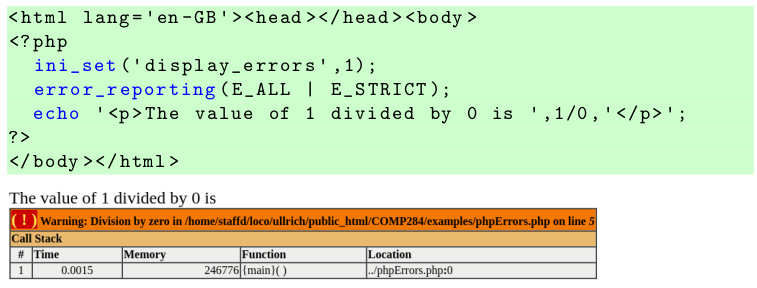 <html lang='en-GB'><head></head><body>
<?php
ini_set('display_errors',1);
error_reporting(E_ALL | E_STRICT);
echo '<p>The value of 1 divided by 0 is ',1/0,'</p>';
?>
</body></html>
The value of 1 divided by 0 is
( ! ) Warning: Division by zero in /home/staffd/loco/ullrich/public_html/COMP284/examples/phpErrors.php on line 5
Call Stack
# Time Memory Function Location
1 0.0015 246776 {main}( ) ../phpErrors.php:0